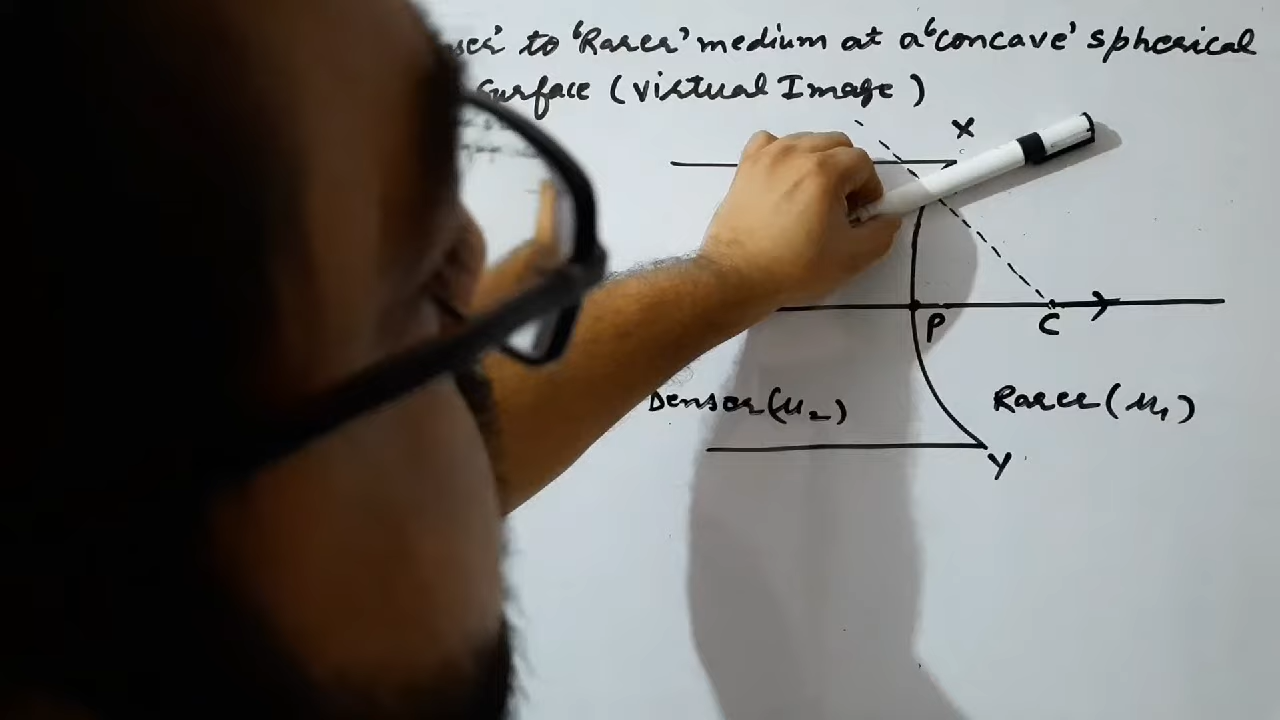 to 'Rarer' medium at a 'concave' spherical
surface (virtual Image)
X
P
C
Denser (μ₂)
Rarer (μ₁)
Y